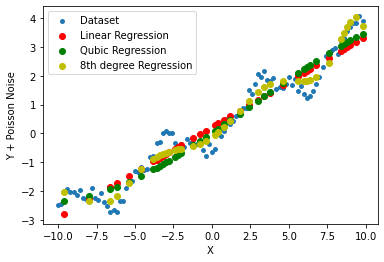 4
3
2
1
0
−1
−2
−3
Y + Poisson Noise
Dataset
Linear Regression
Qubic Regression
8th degree Regression
−10.0
−7.5
−5.0
−2.5
0.0
2.5
5.0
7.5
10.0
X